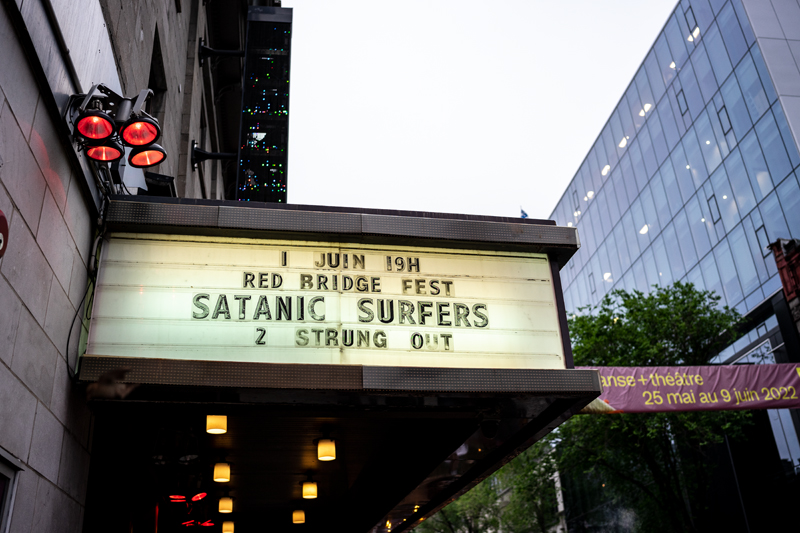 1 JUIN 19H
RED BRIDGE FEST
SATANIC SURFERS
2 STRUNG OUT
anse + théâtre
25 mai au 9 juin 2022